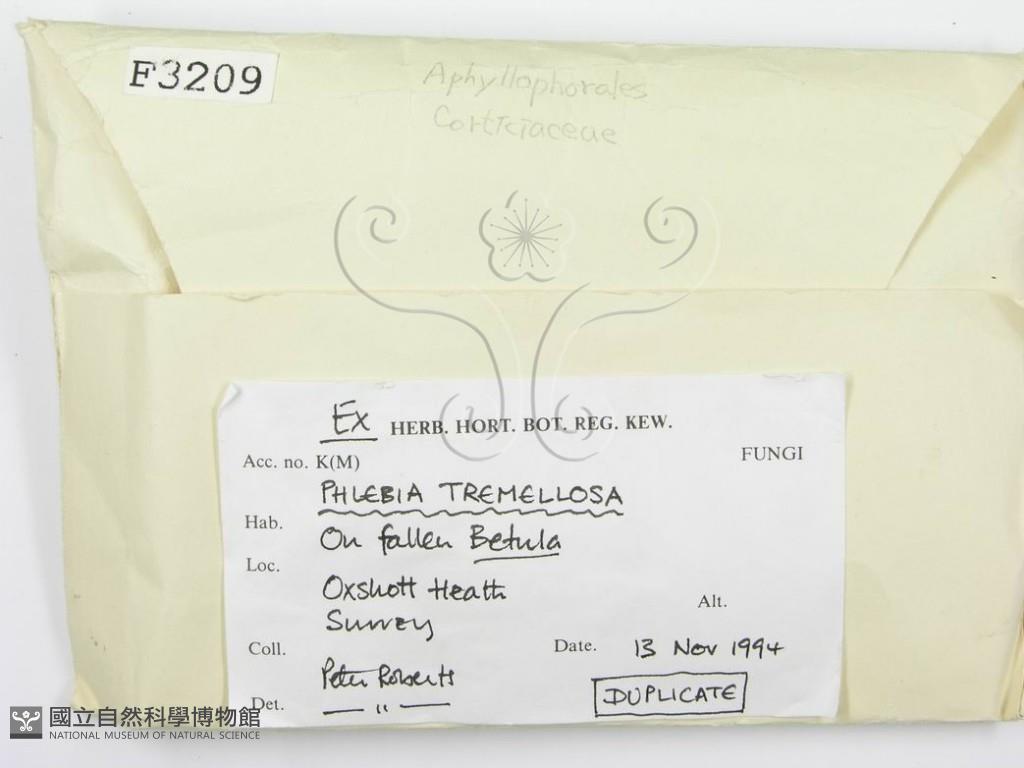 F3209
Aphyllophorales
Corticiaceae
Ex HERB. HORT. BOT. REG. KEW.
Acc. no. K(M)
FUNGI
PHLEBIA TREMELLOSA
Hab.
On fallen Betula
Loc.
Oxshott Heath
Alt.
Surrey
Coll.
Date. 13 Nov 1994
Peter Roberts
Det. — " —
DUPLICATE
國立自然科學博物館
NATIONAL MUSEUM OF NATURAL SCIENCE